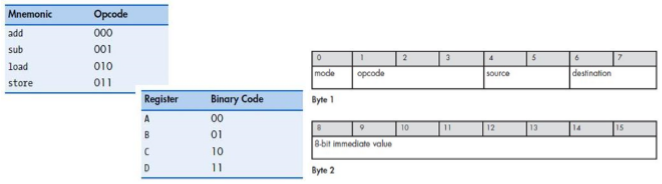 Mnemonic Opcode
add 000
sub 001
load 010
store 011
Register Binary Code
A 00
B 01
C 10
D 11
0 1 2 3 4 5 6 7
mode opcode source destination
Byte 1
8 9 10 11 12 13 14 15
8-bit immediate value
Byte 2